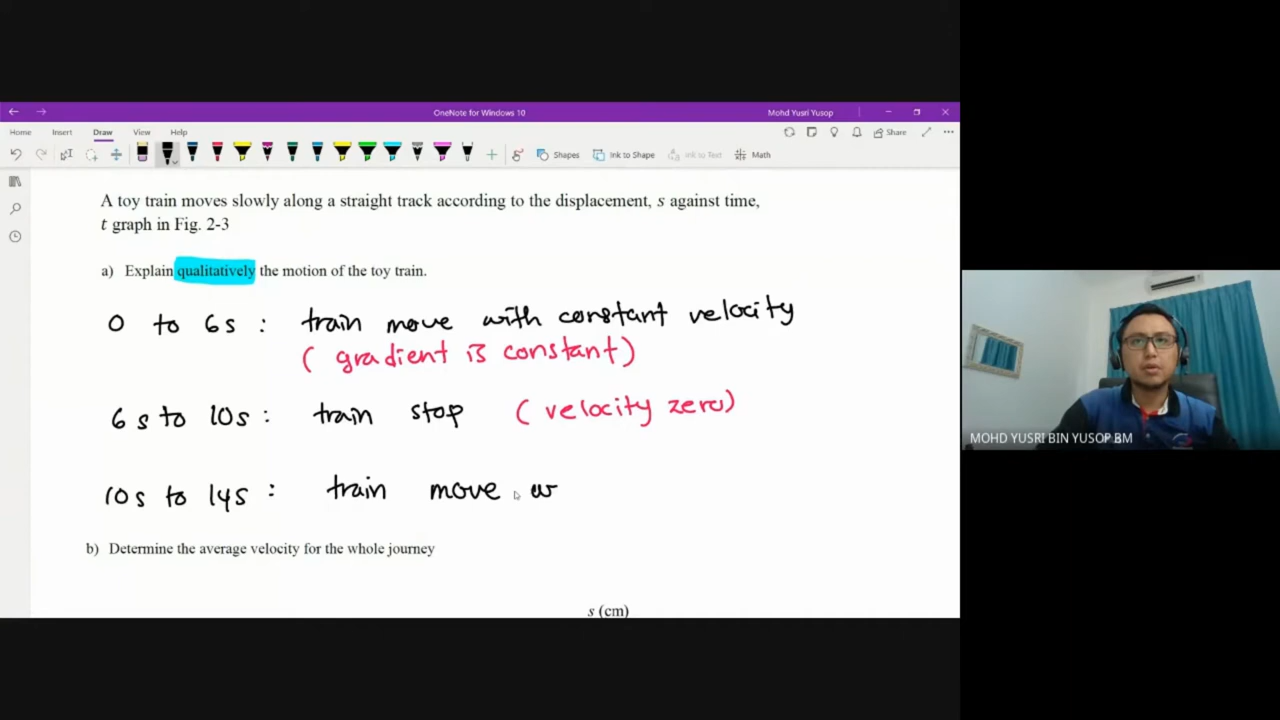 OneNote for Windows 10
Mohd Yusri Yusop
Home Insert Draw View Help
Share
Shapes Ink to Shape Ink to Text Math
A toy train moves slowly along a straight track according to the displacement, s against time,
t graph in Fig. 2-3
a) Explain qualitatively the motion of the toy train.
0 to 6s : train move with constant velocity
( gradient is constant )
6s to 10s : train stop ( velocity zero )
10s to 14s : train move w
b) Determine the average velocity for the whole journey
s (cm)
MOHD YUSRI BIN YUSOP BM